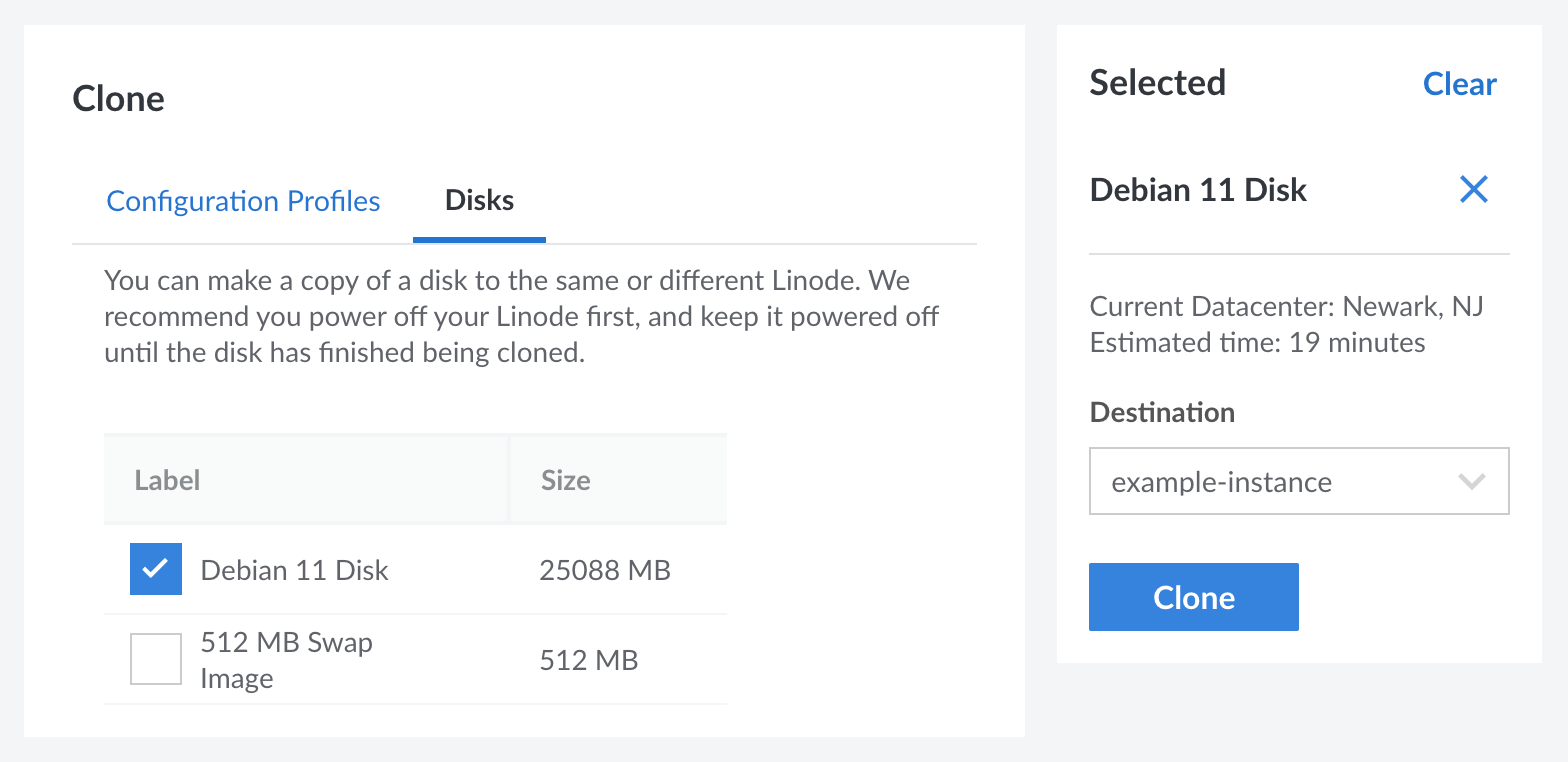 Clone
Configuration Profiles
Disks
You can make a copy of a disk to the same or different Linode. We
recommend you power off your Linode first, and keep it powered off
until the disk has finished being cloned.
Label
Size
Debian 11 Disk
25088 MB
512 MB Swap
Image
512 MB
Selected
Clear
Debian 11 Disk
Current Datacenter: Newark, NJ
Estimated time: 19 minutes
Destination
example-instance
Clone